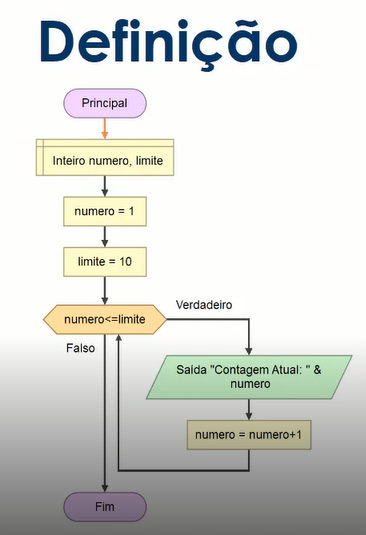 Definição
Principal
Inteiro numero, limite
numero = 1
limite = 10
numero<=limite
Verdadeiro
Falso
Saída "Contagem Atual: " &
numero
numero = numero+1
Fim